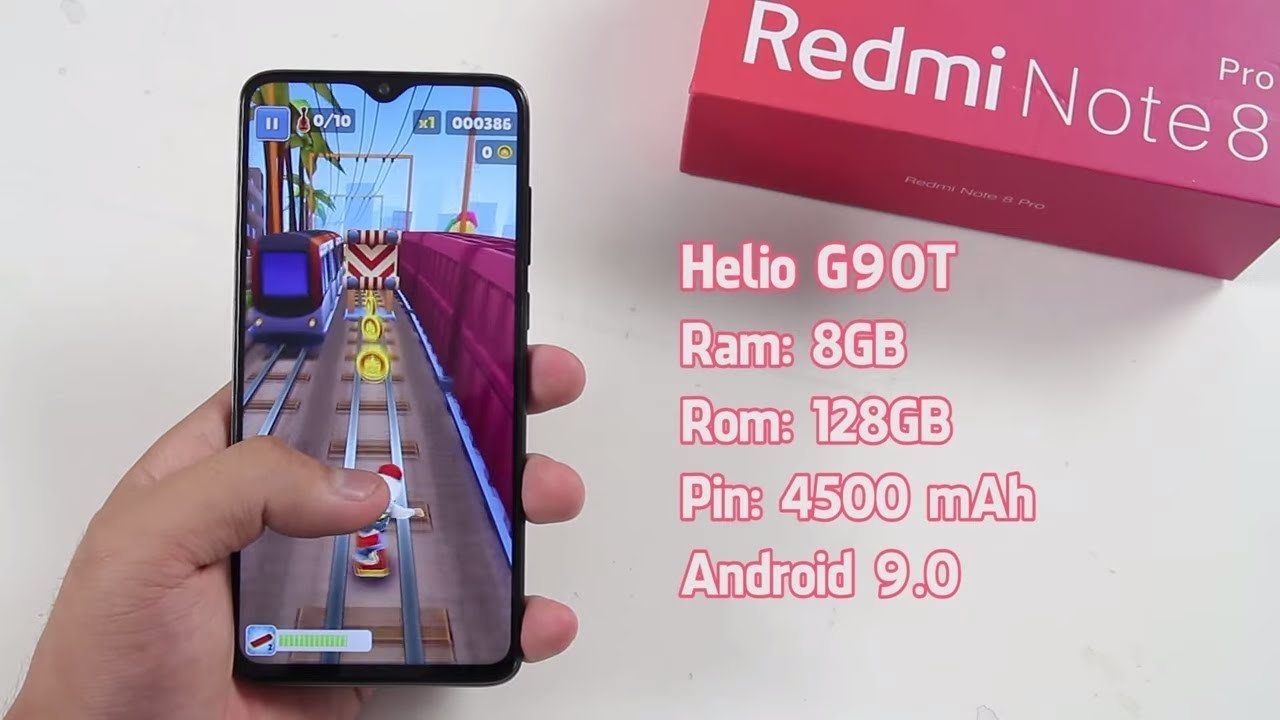 0/10
x1
000386
0
2
Redmi Note 8 Pro
Redmi Note 8 Pro
Helio G90T
Ram: 8GB
Rom: 128GB
Pin: 4500 mAh
Android 9.0